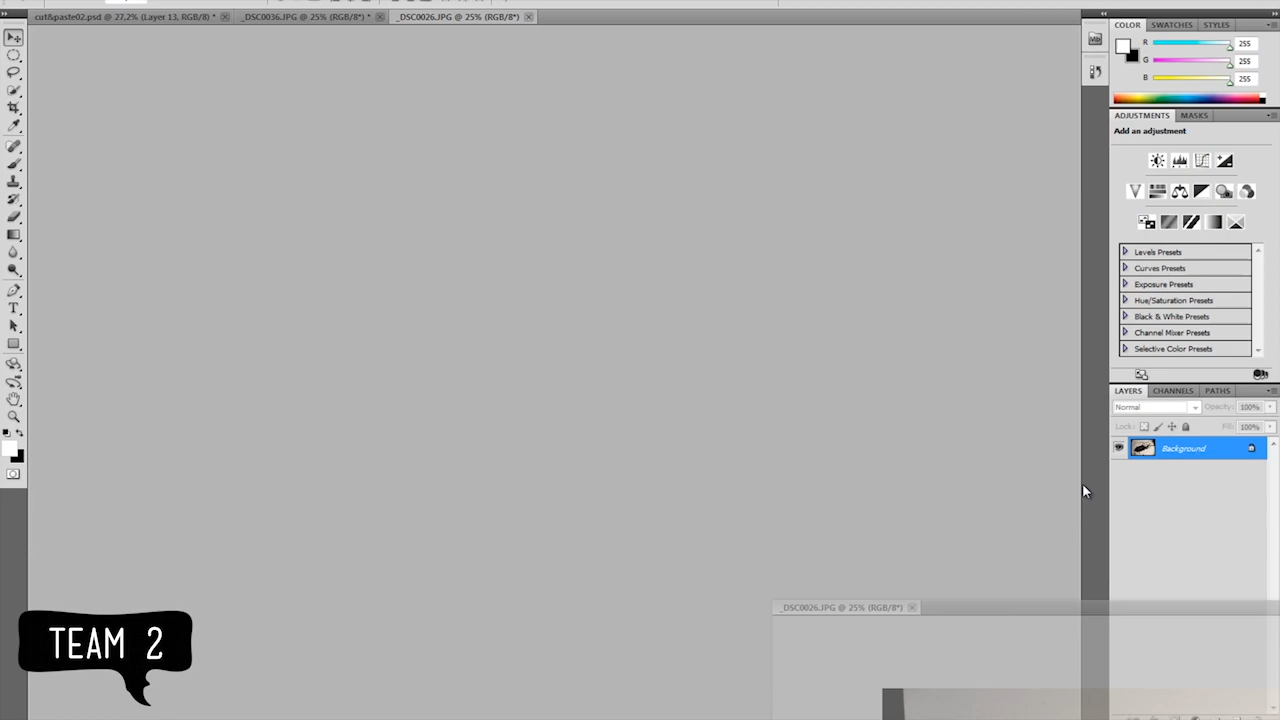 cut&paste02.psd @ 27,2% (Layer 13, RGB/8) *
_DSC0036.JPG @ 25% (RGB/8*) *
_DSC0026.JPG @ 25% (RGB/8*)
COLOR
SWATCHES
STYLES
R 255
G 255
B 255
ADJUSTMENTS
MASKS
Add an adjustment
Levels Presets
Curves Presets
Exposure Presets
Hue/Saturation Presets
Black & White Presets
Channel Mixer Presets
Selective Color Presets
LAYERS
CHANNELS
PATHS
Normal
Opacity: 100%
Lock:
Fill: 100%
Background
_DSC0026.JPG @ 25% (RGB/8*)
TEAM 2